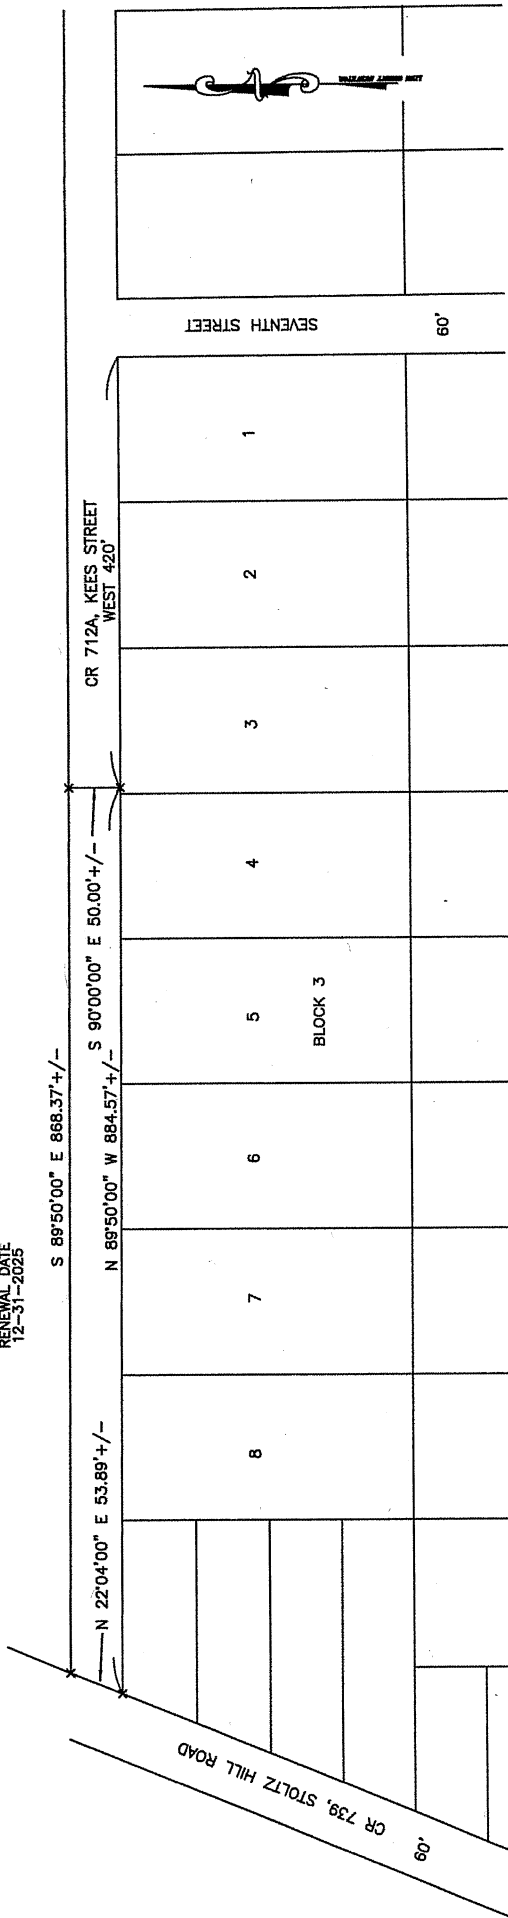 RENEWAL DATE
12-31-2025
S 89°50'00" E 868.37'+/-
S 90°00'00" E 50.00'+/-
N 89°50'00" W 884.57'+/-
N 22°04'00" E 53.89'+/-
CR 712A, KEES STREET
WEST 420'
SEVENTH STREET
60'
1
2
3
4
5
BLOCK 3
6
7
8
CR 739, STOLTZ HILL ROAD
60'